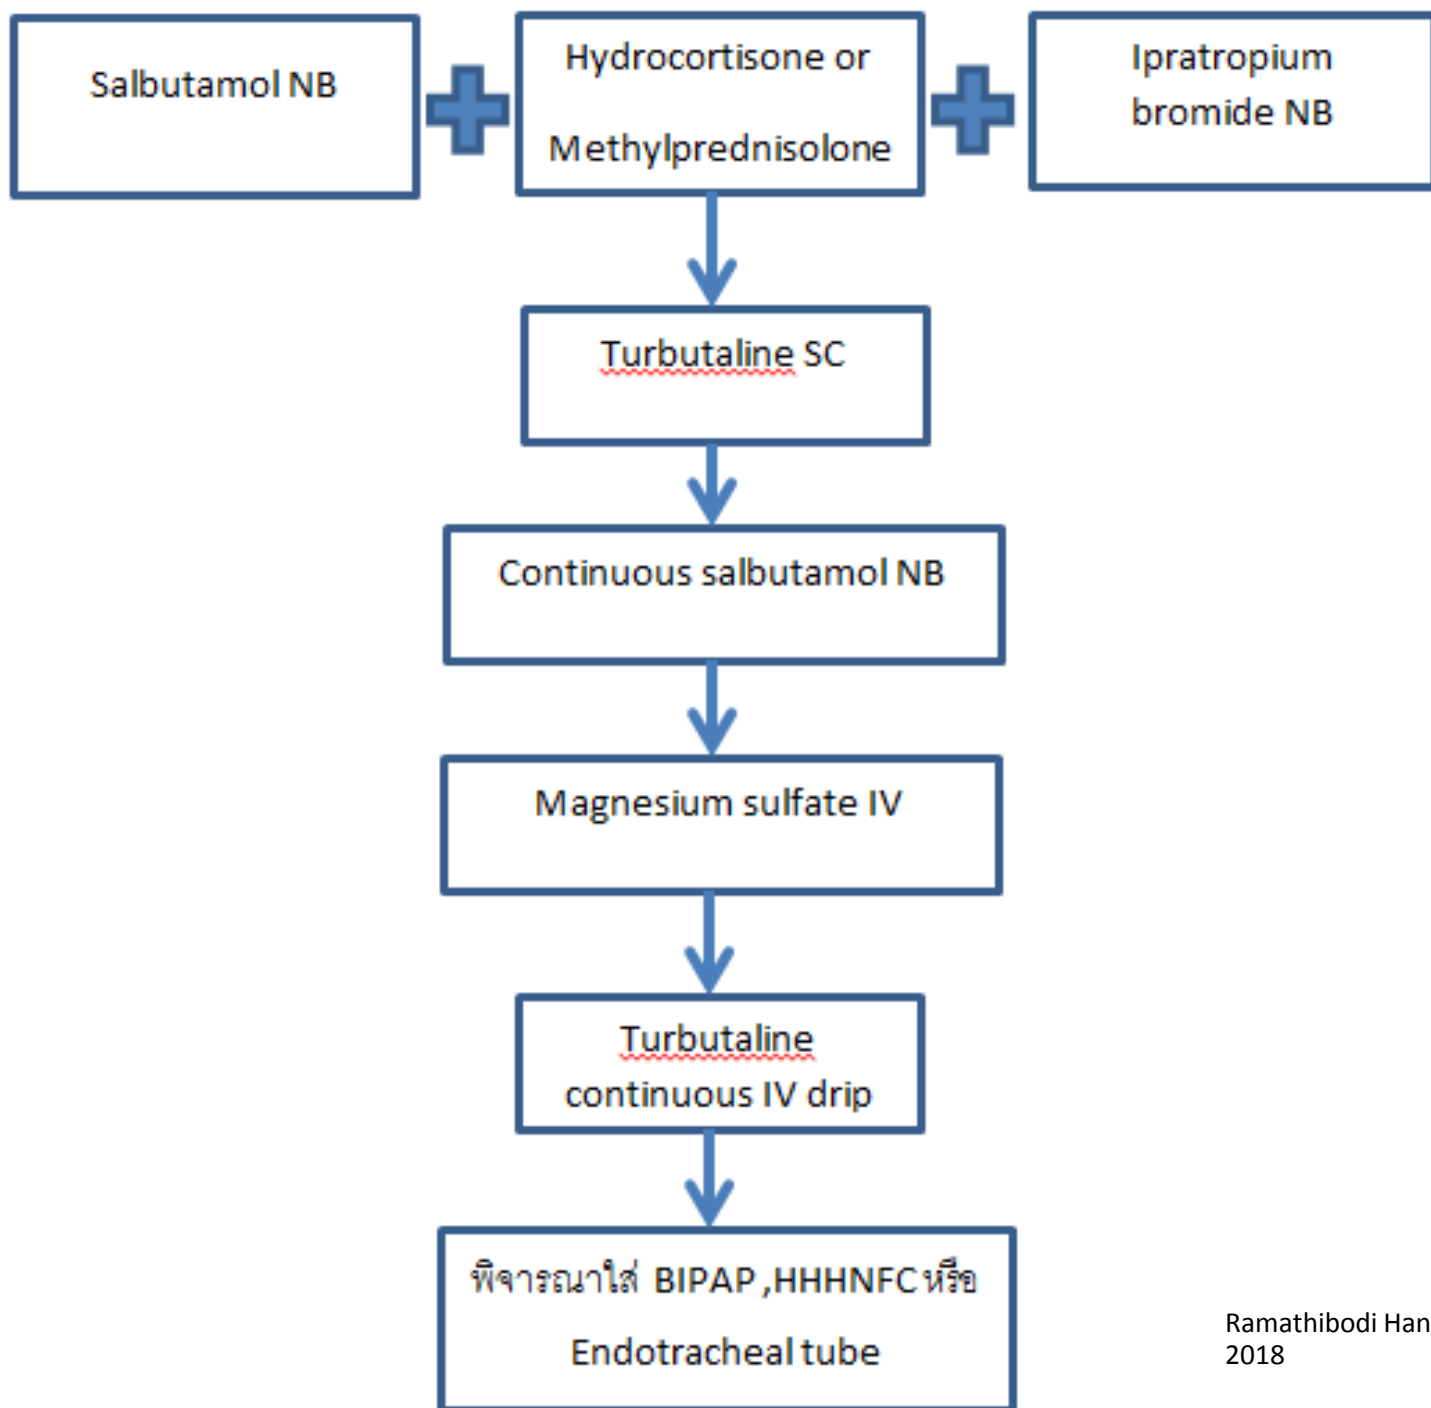 Salbutamol NB
Hydrocortisone or
Methylprednisolone
Ipratropium
bromide NB
Turbutaline SC
Continuous salbutamol NB
Magnesium sulfate IV
Turbutaline
continuous IV drip
พิจารณาใส่ BIPAP ,HHHNFC หรือ
Endotracheal tube
Ramathibodi Han
2018